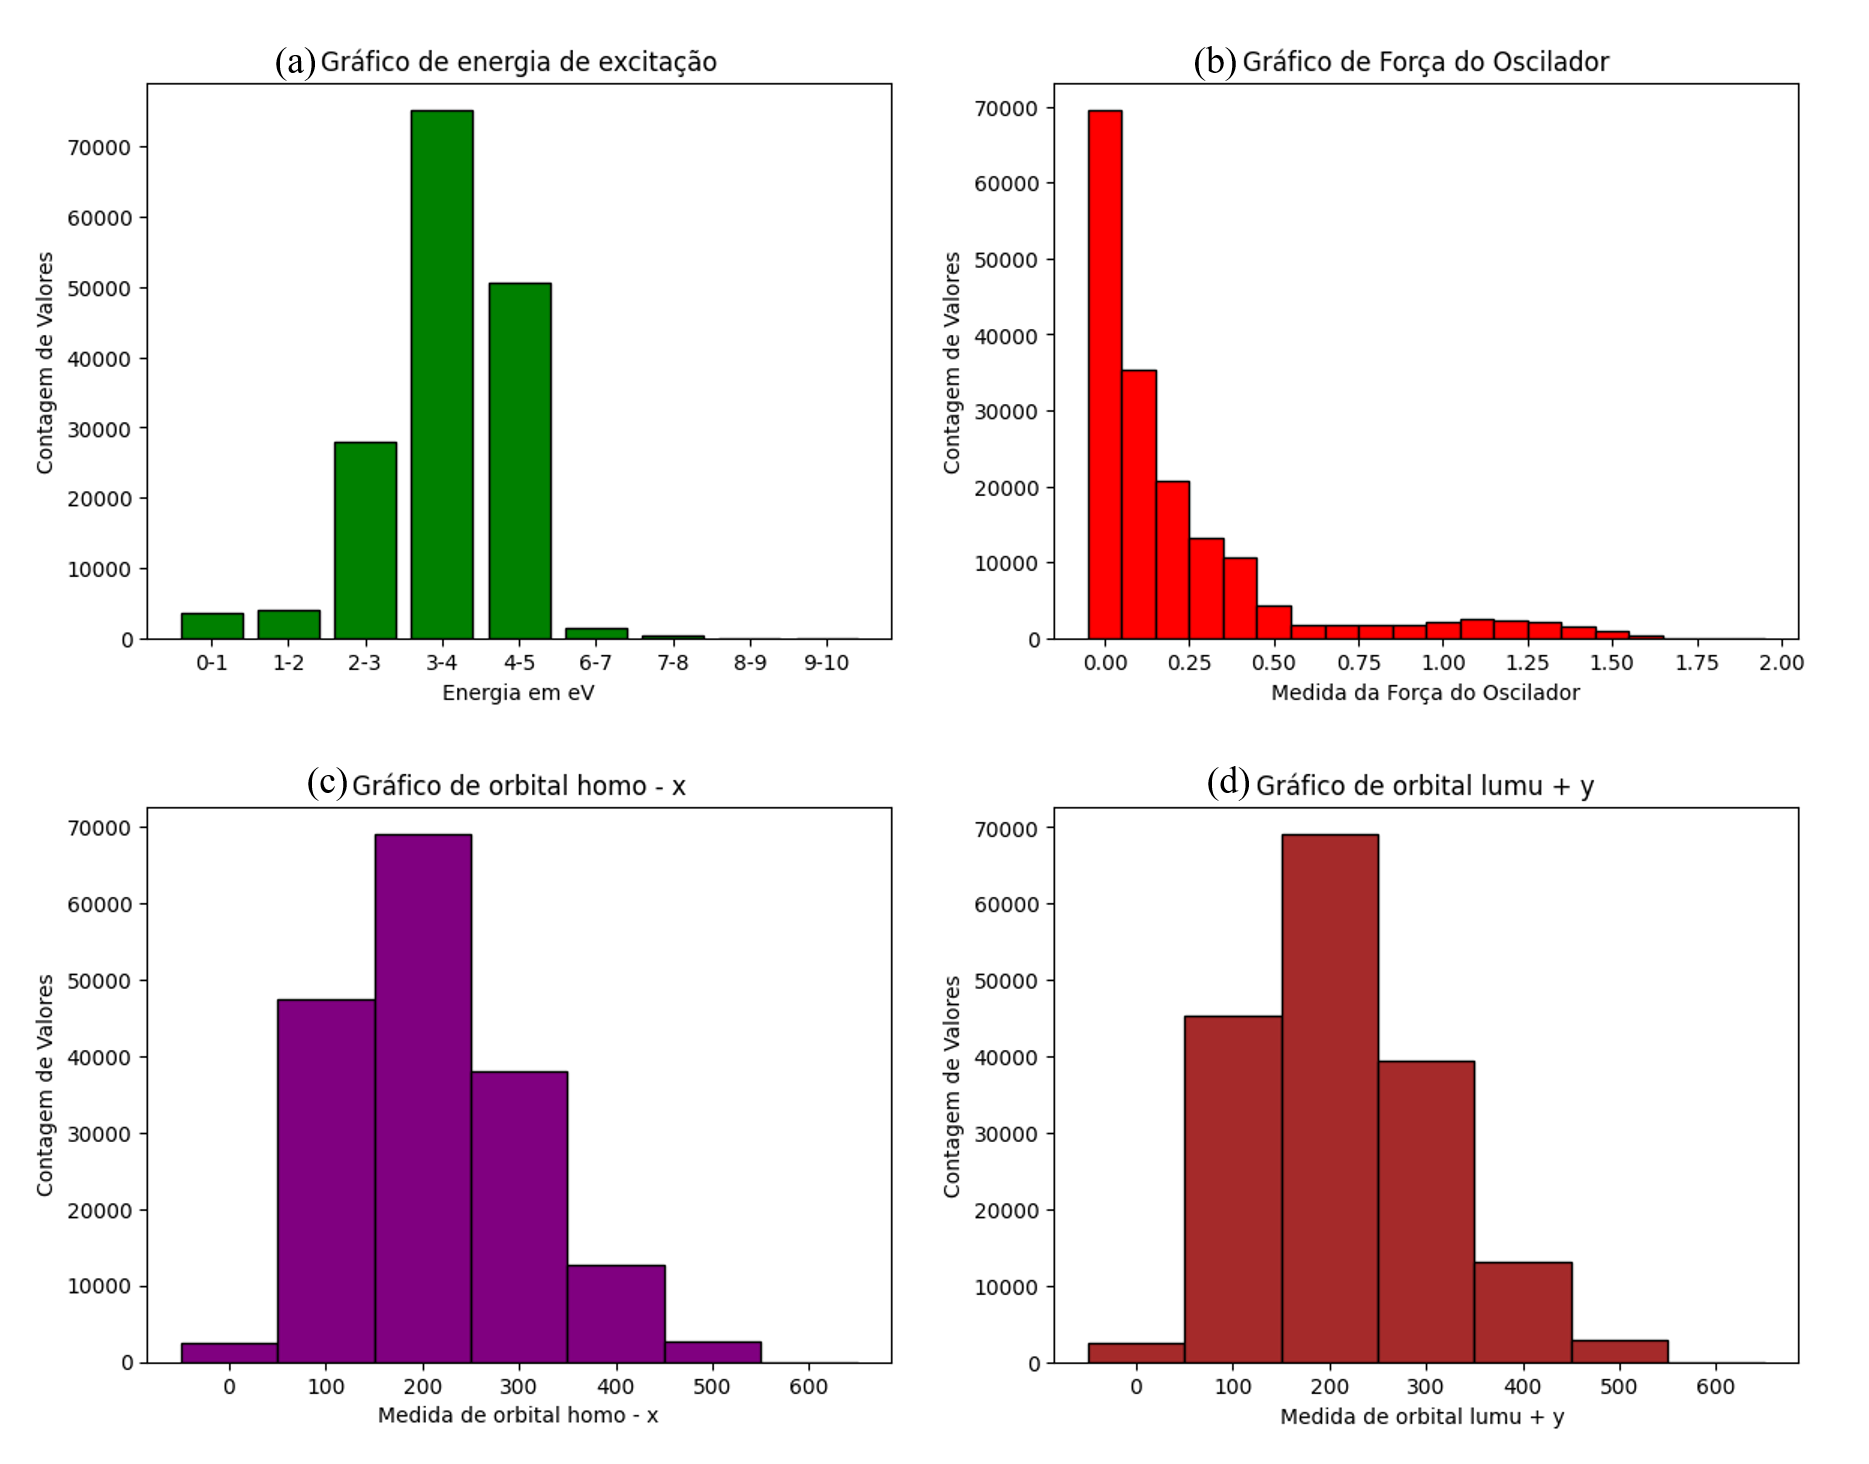 (a) Gráfico de energia de excitação
Contagem de Valores
70000
60000
50000
40000
30000
20000
10000
0
0-1 1-2 2-3 3-4 4-5 6-7 7-8 8-9 9-10
Energia em eV
(b) Gráfico de Força do Oscilador
Contagem de Valores
70000
60000
50000
40000
30000
20000
10000
0
0.00 0.25 0.50 0.75 1.00 1.25 1.50 1.75 2.00
Medida da Força do Oscilador
(c) Gráfico de orbital homo - x
Contagem de Valores
70000
60000
50000
40000
30000
20000
10000
0
0 100 200 300 400 500 600
Medida de orbital homo - x
(d) Gráfico de orbital lumu + y
Contagem de Valores
70000
60000
50000
40000
30000
20000
10000
0
0 100 200 300 400 500 600
Medida de orbital lumu + y